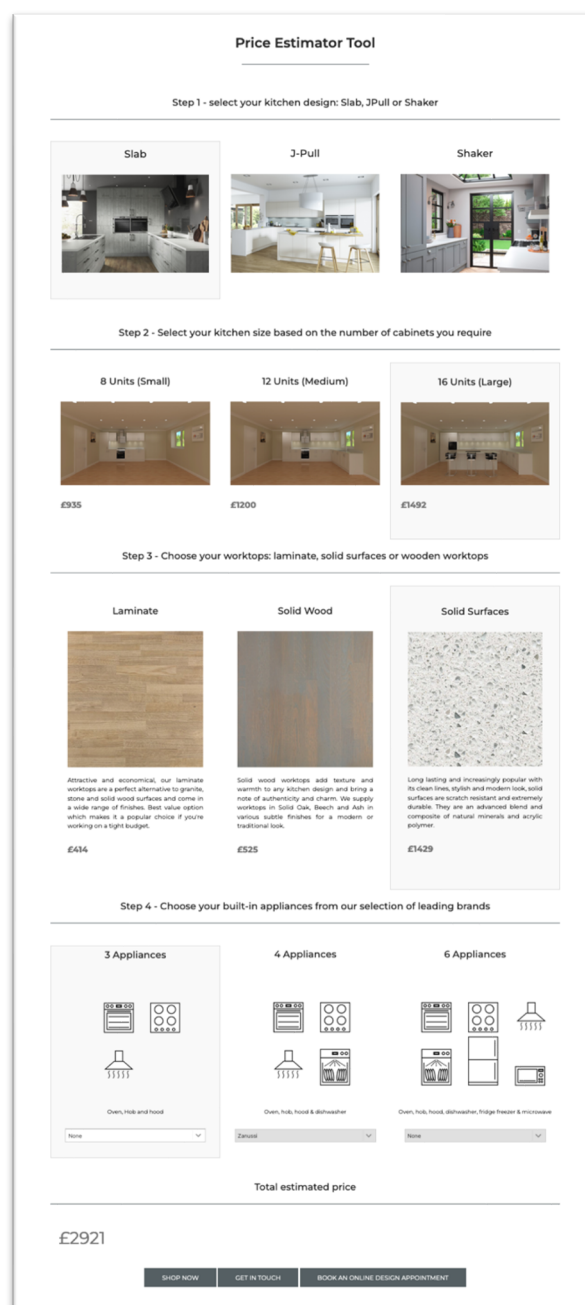 Price Estimator Tool
Step 1 - select your kitchen design: Slab, JPull or Shaker
Slab
J-Pull
Shaker
Step 2 - Select your kitchen size based on the number of cabinets you require
8 Units (Small)
12 Units (Medium)
16 Units (Large)
£935
£1200
£1492
Step 3 - Choose your worktops: laminate, solid surfaces or wooden worktops
Laminate
Solid Wood
Solid Surfaces
Attractive and economical, our laminate
worktops are a perfect alternative to granite,
stone and solid wood surfaces and come in
a wide range of finishes. Best value option
which makes it a popular choice if you're
working on a tight budget.
£414
Solid wood worktops add texture and
warmth to any kitchen design and bring a
note of authenticity and charm. We supply
worktops in Solid Oak, Beech and Ash in
various subtle finishes for a modern or
traditional look.
£525
Long lasting and increasingly popular with
its clean lines, stylish and modern look, solid
surfaces are scratch resistant and extremely
durable. They are an advanced blend and
composite of natural minerals and acrylic
polymer.
£1429
Step 4 - Choose your built-in appliances from our selection of leading brands
3 Appliances
4 Appliances
6 Appliances
Oven, Hob and hood
Oven, hob, hood & dishwasher
Oven, hob, hood, dishwasher, fridge freezer & microwave
None
Zanussi
None
Total estimated price
£2921
SHOP NOW
GET IN TOUCH
BOOK AN ONLINE DESIGN APPOINTMENT